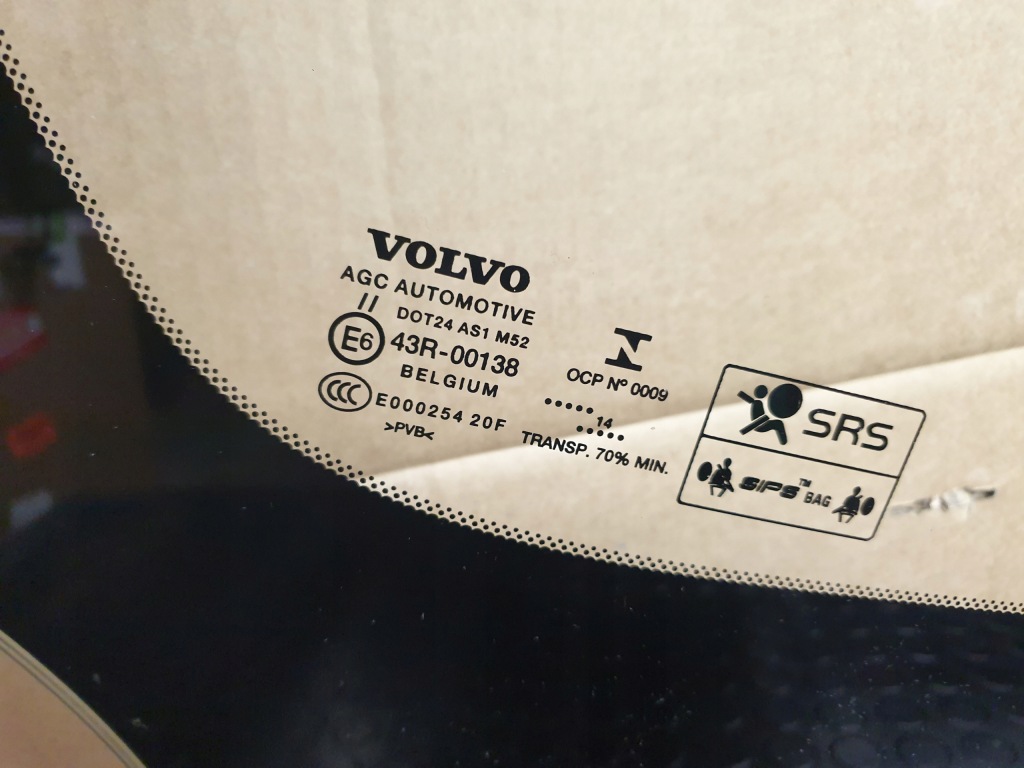 VOLVO
AGC AUTOMOTIVE
//
DOT24 AS1 M52
E6 43R-00138
BELGIUM
CCC E000254 20F
>PVB<
OCP Nº 0009
•••••14
•••••
TRANSP. 70% MIN.
SRS
SIPS™ BAG